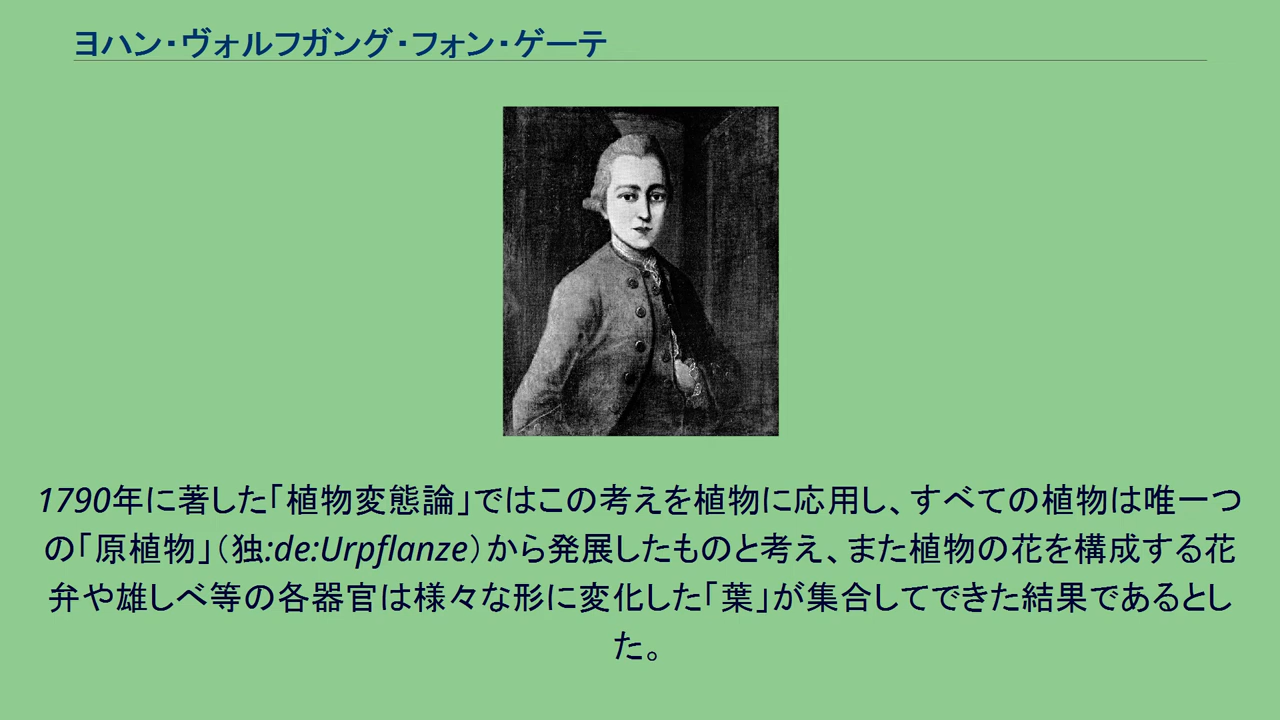 ヨハン・ヴォルフガング・フォン・ゲーテ
1790年に著した「植物変態論」ではこの考えを植物に応用し、すべての植物は唯一つ
の「原植物」（独:de:Urpflanze）から発展したものと考え、また植物の花を構成する花
弁や雄しべ等の各器官は様々な形に変化した「葉」が集合してできた結果であるとし
た。